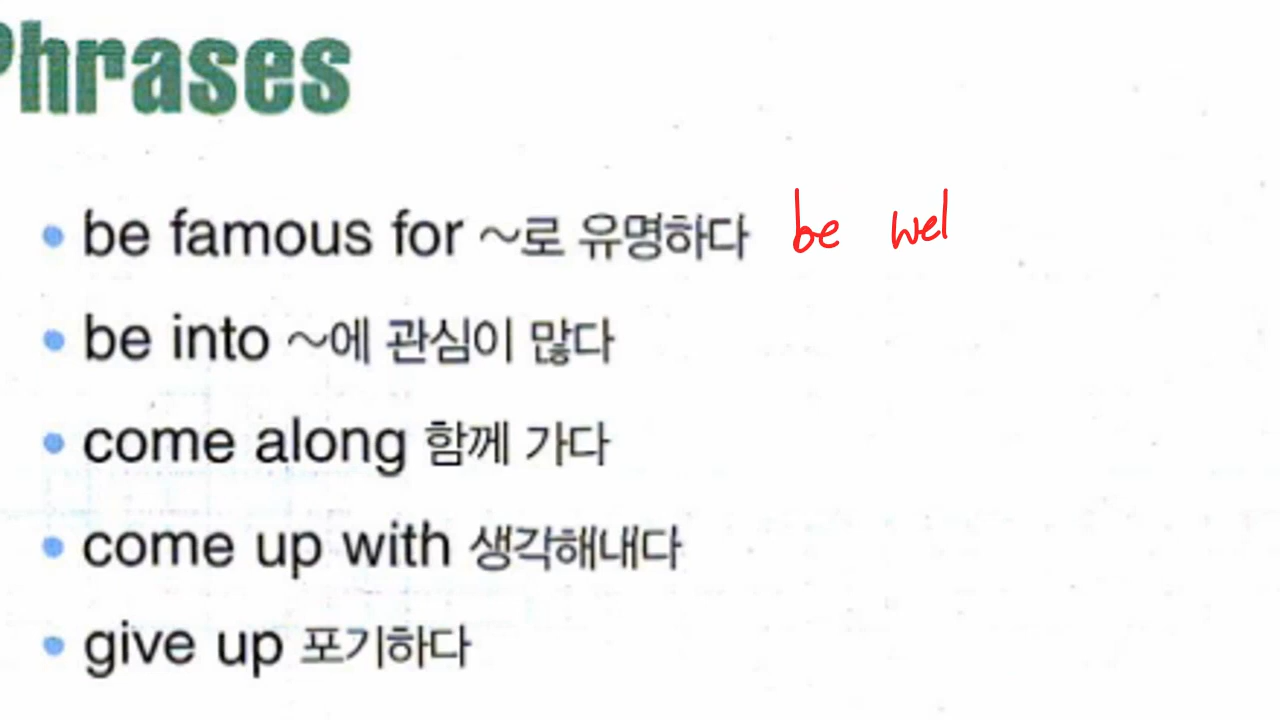 Phrases
• be famous for ~로 유명하다 be wel
• be into ~에 관심이 많다
• come along 함께 가다
• come up with 생각해내다
• give up 포기하다